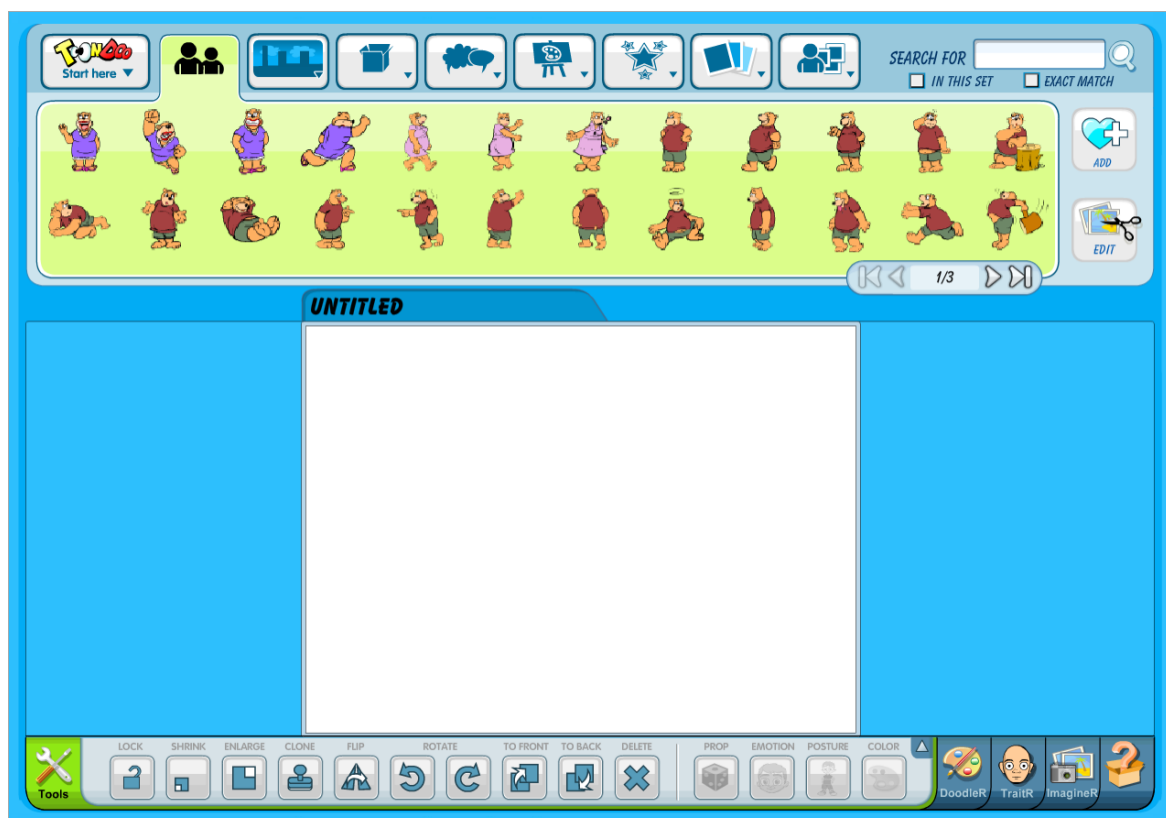 TOONDOO
Start here
SEARCH FOR
IN THIS SET
EXACT MATCH
ADD
EDIT
1/3
UNTITLED
Tools
LOCK
SHRINK
ENLARGE
CLONE
FLIP
ROTATE
TO FRONT
TO BACK
DELETE
PROP
EMOTION
POSTURE
COLOR
DoodleR
TraitR
ImagineR